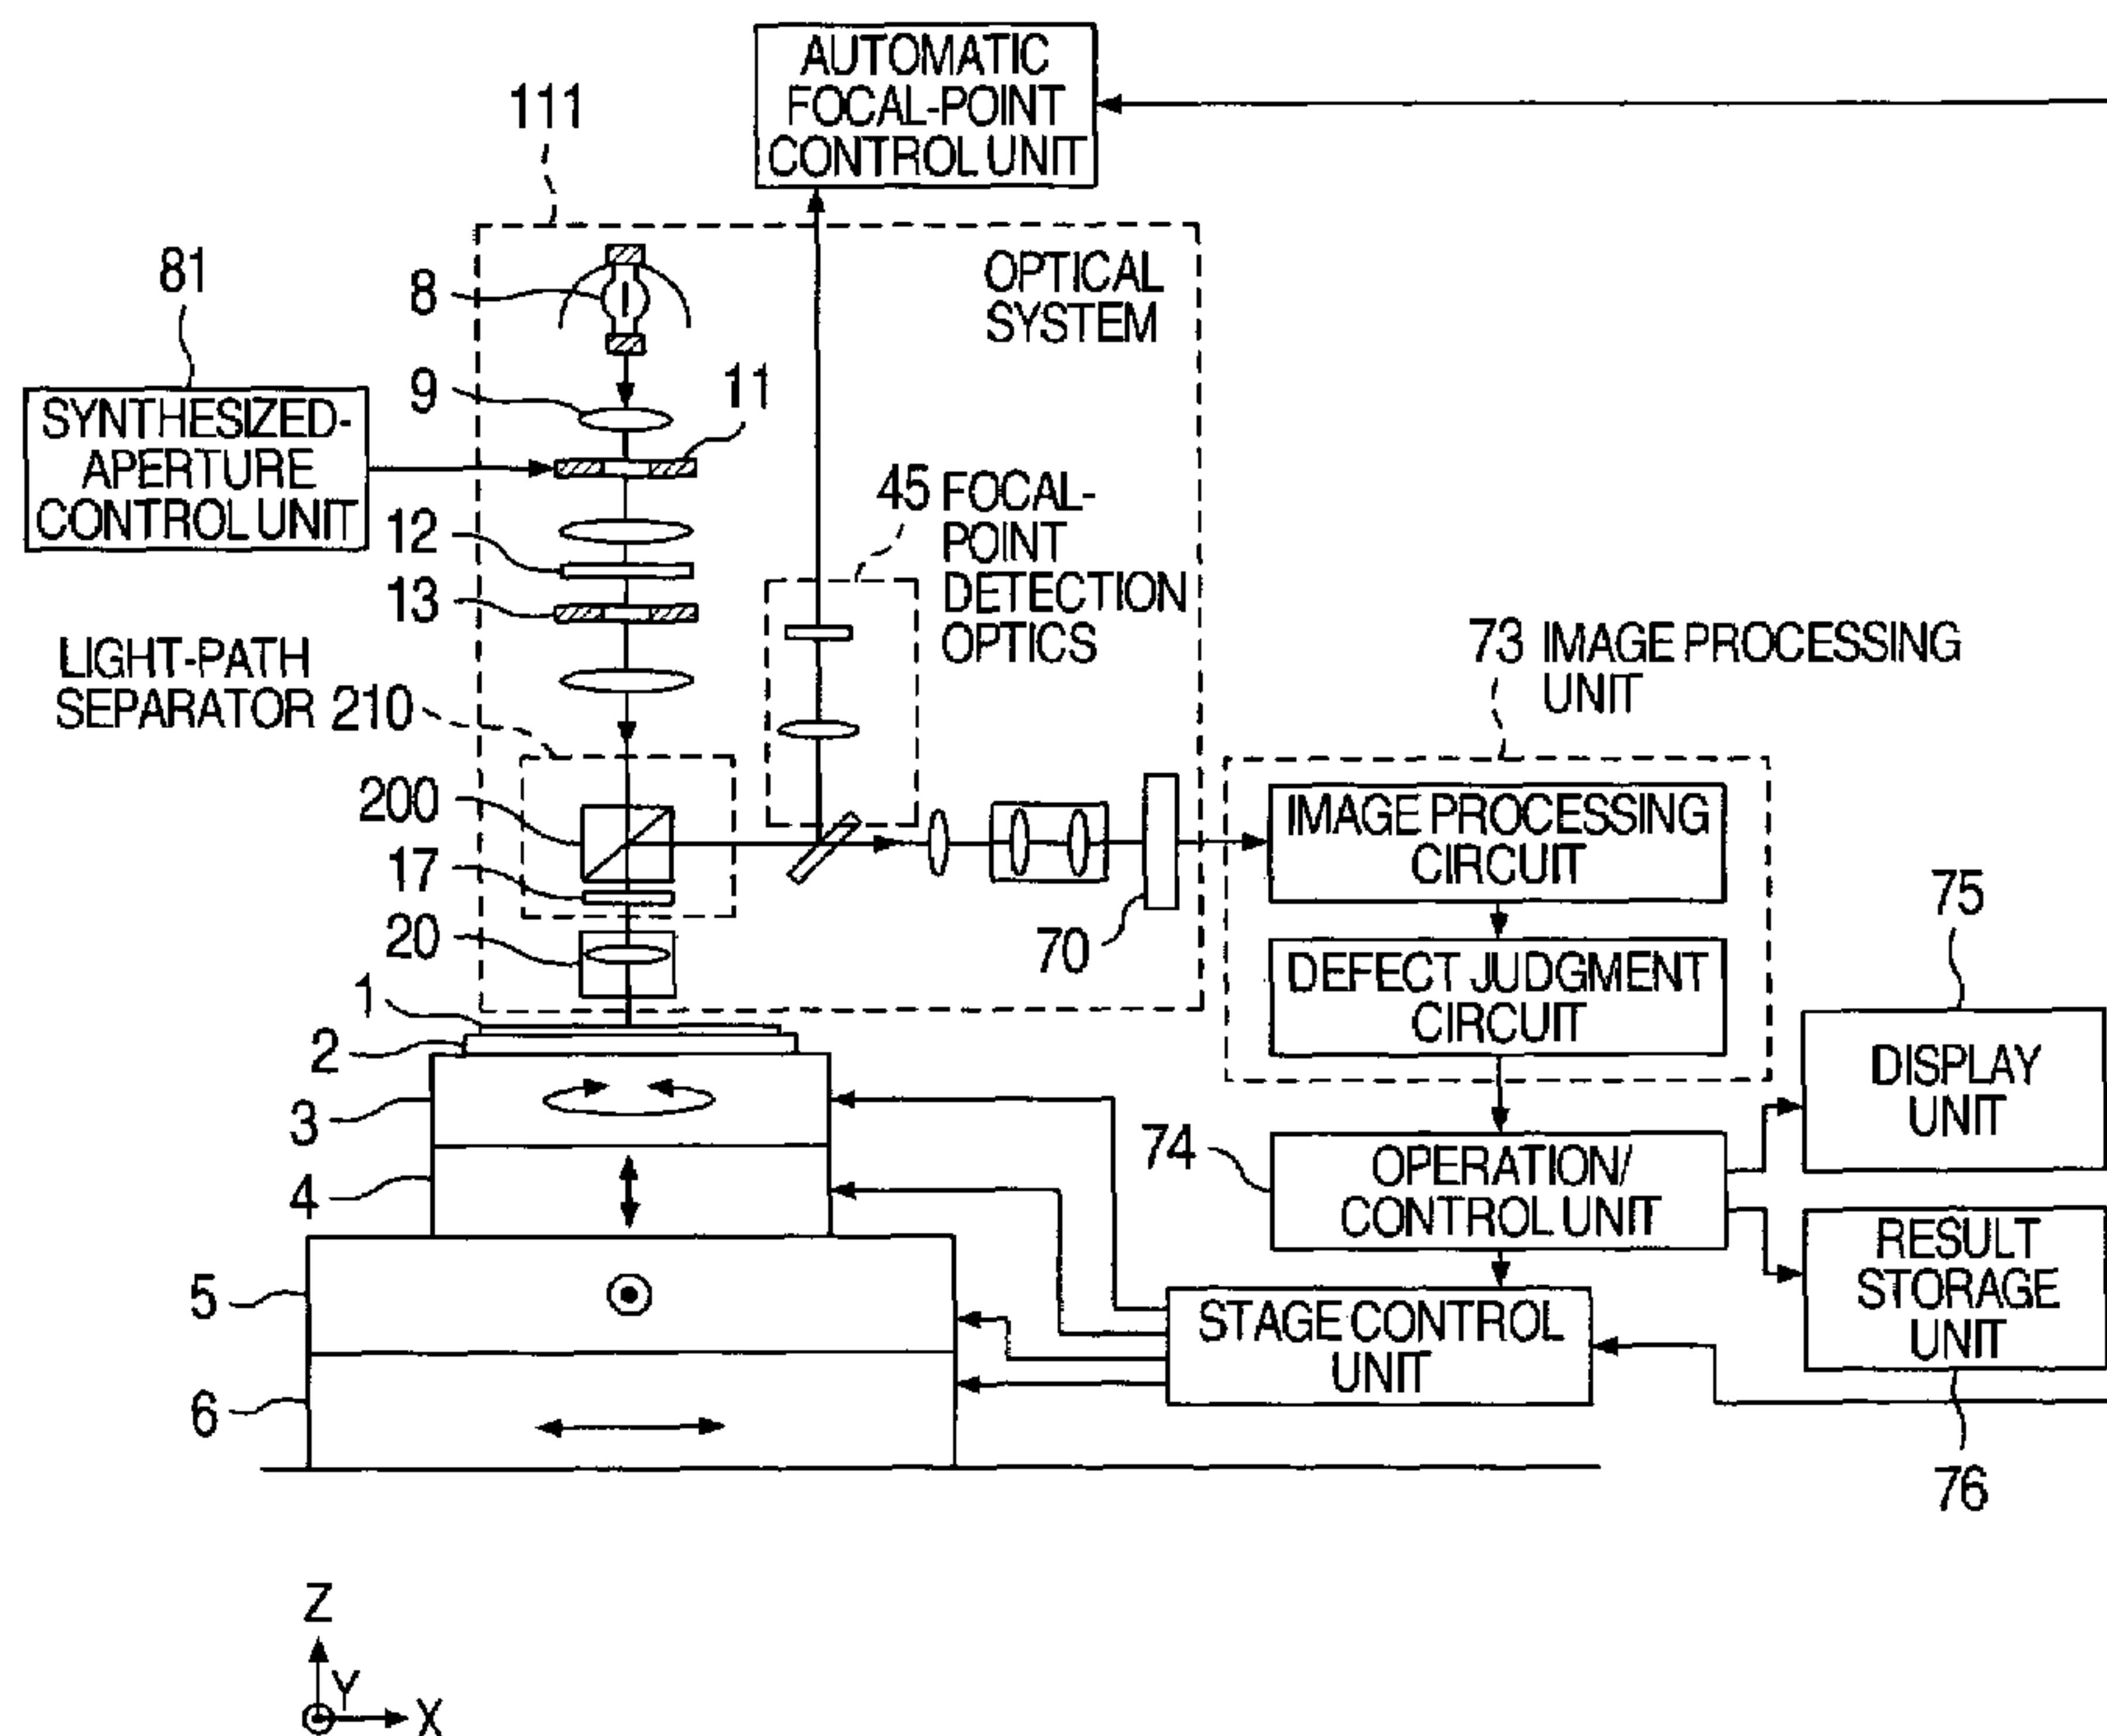 AUTOMATIC
FOCAL-POINT
CONTROL UNIT
111
OPTICAL
SYSTEM
81
8
9
11
SYNTHESIZED-
APERTURE
CONTROL UNIT
45 FOCAL-
POINT
DETECTION
OPTICS
12
13
LIGHT-PATH
SEPARATOR 210
73 IMAGE PROCESSING
UNIT
200
17
20
70
IMAGE PROCESSING
CIRCUIT
DEFECT JUDGMENT
CIRCUIT
75
DISPLAY
UNIT
1
2
3
4
5
6
74
OPERATION/
CONTROL UNIT
RESULT
STORAGE
UNIT
STAGE CONTROL
UNIT
76
Z
Y
X